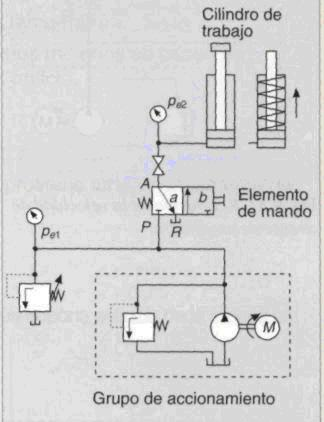 Cilindro de
trabajo
pe2
A
a
b
Elemento
de mando
P
R
pe1
M
Grupo de accionamiento